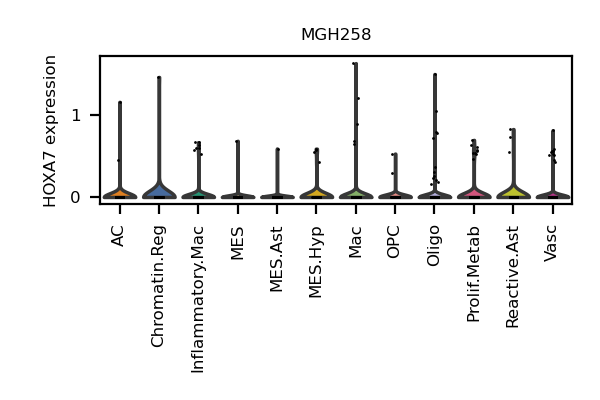 MGH258
HOXA7 expression
1
0
AC
Chromatin.Reg
Inflammatory.Mac
MES
MES.Ast
MES.Hyp
Mac
OPC
Oligo
Prolif.Metab
Reactive.Ast
Vasc